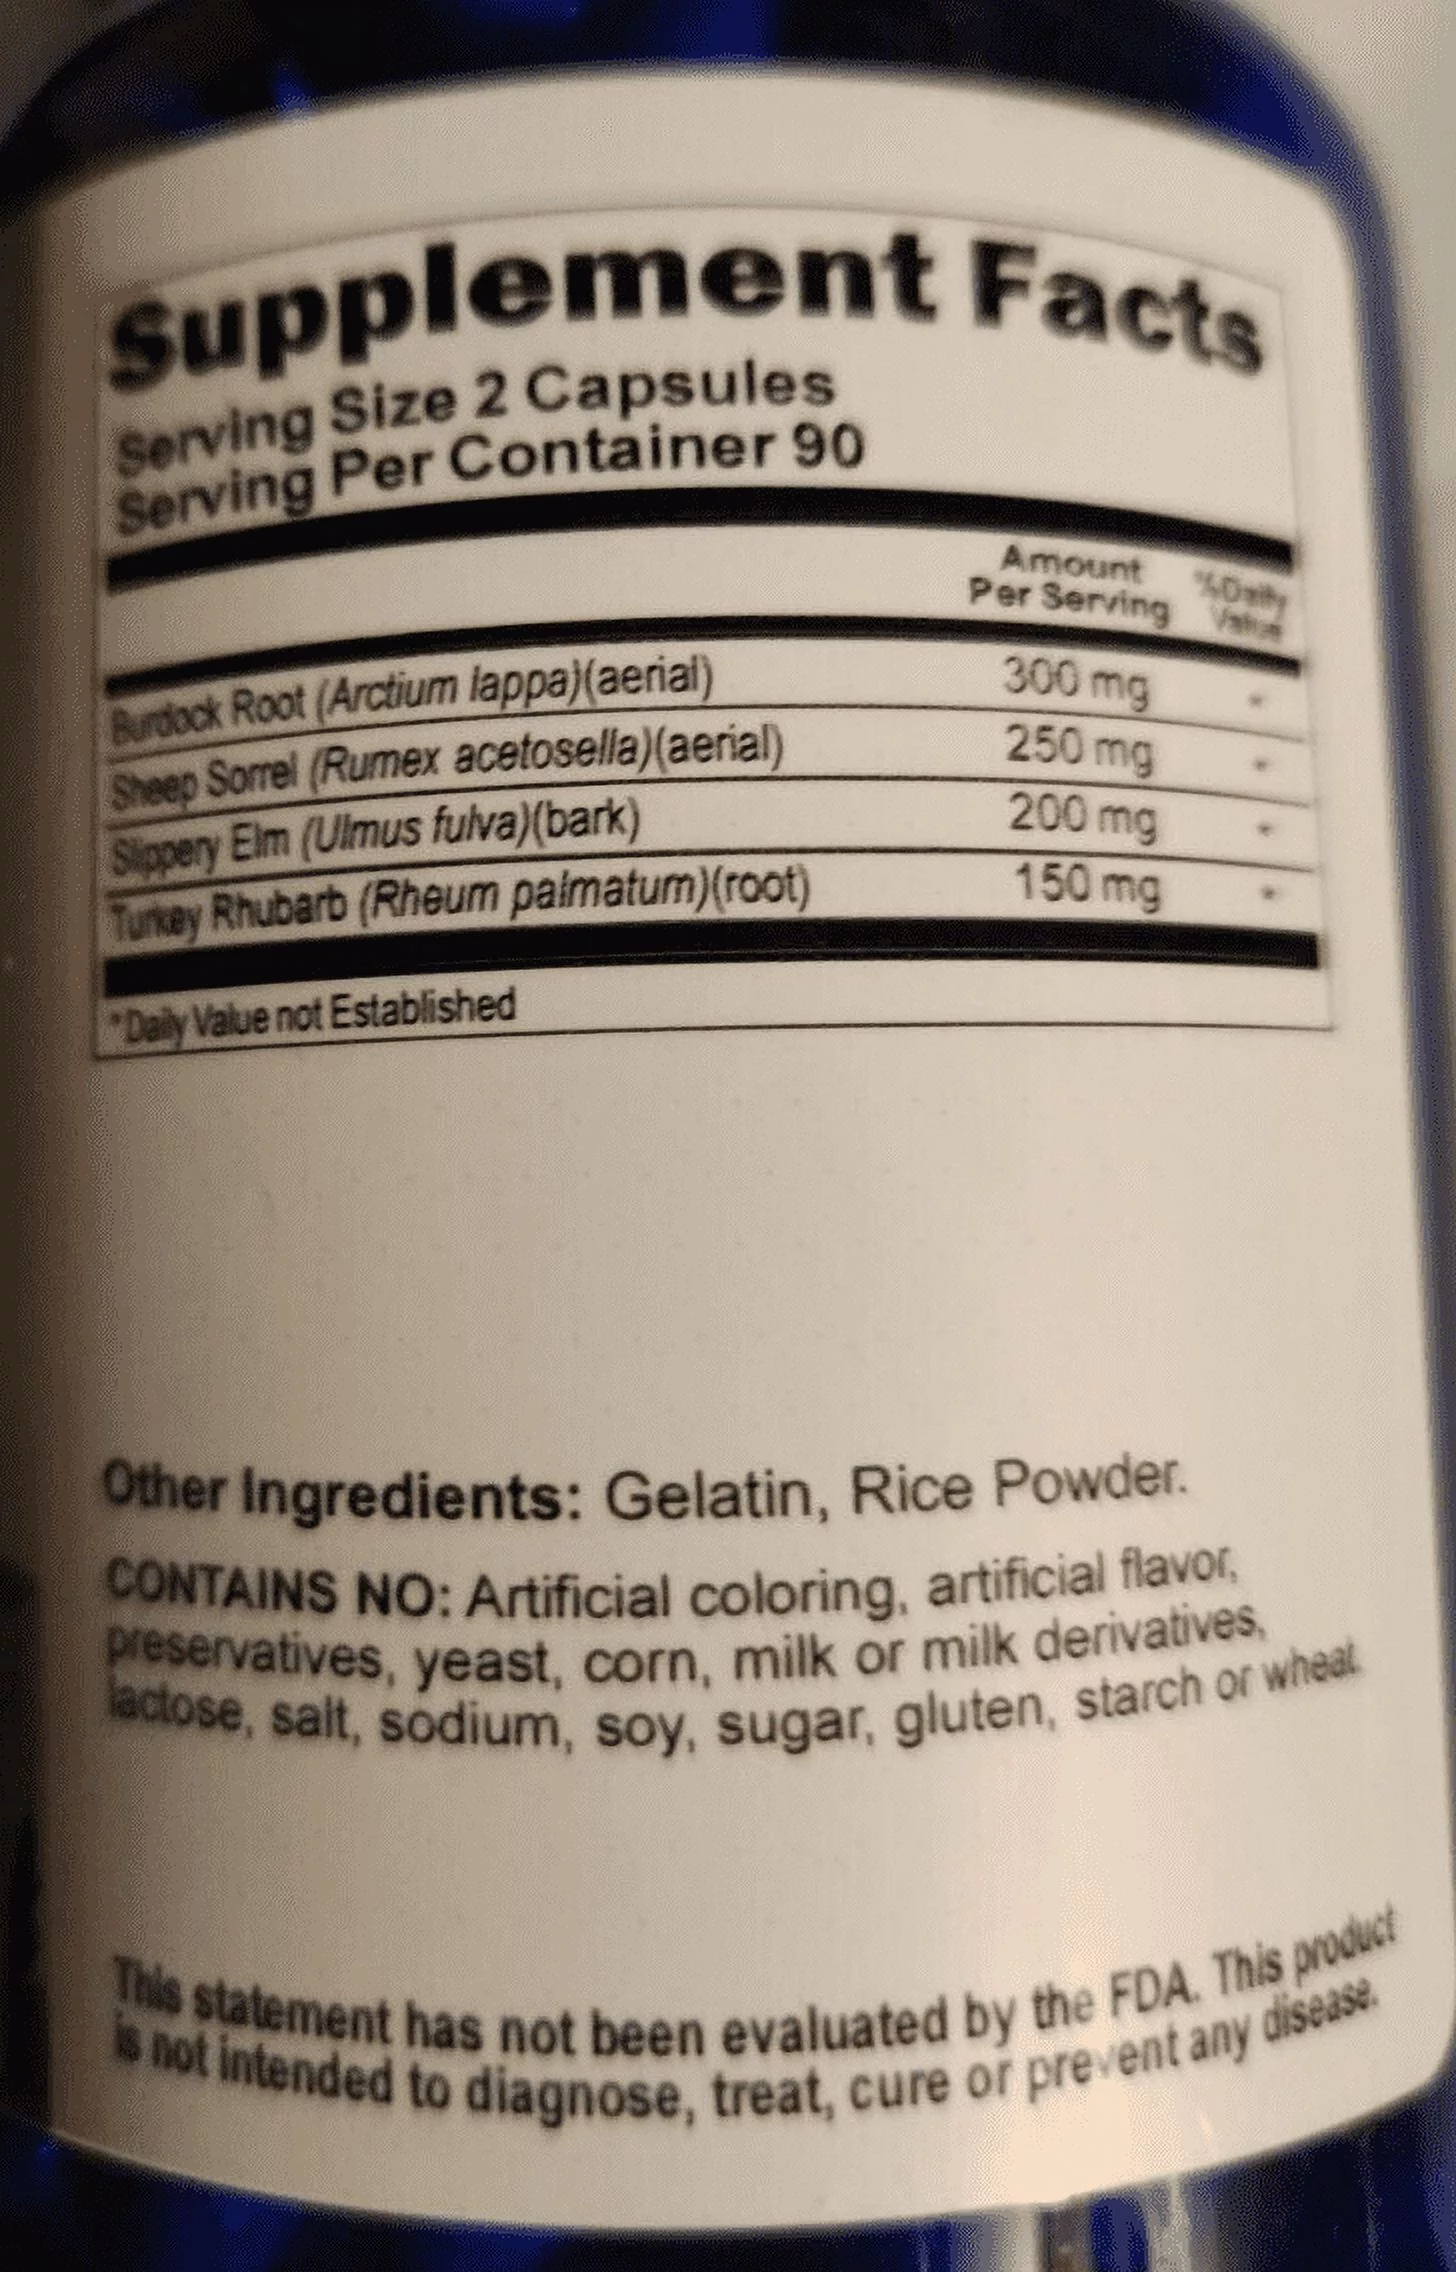 Supplement Facts
Serving Size 2 Capsules
Serving Per Container 90
Amount
Per Serving
%Daily
Value
Burdock Root (Arctium lappa)(aerial) 300 mg *
Sheep Sorrel (Rumex acetosella)(aerial) 250 mg *
Slippery Elm (Ulmus fulva)(bark) 200 mg *
Turkey Rhubarb (Rheum palmatum)(root) 150 mg *
*Daily Value not Established
Other Ingredients: Gelatin, Rice Powder.
CONTAINS NO: Artificial coloring, artificial flavor,
preservatives, yeast, corn, milk or milk derivatives,
lactose, salt, sodium, soy, sugar, gluten, starch or wheat.
This statement has not been evaluated by the FDA. This product
is not intended to diagnose, treat, cure or prevent any disease.